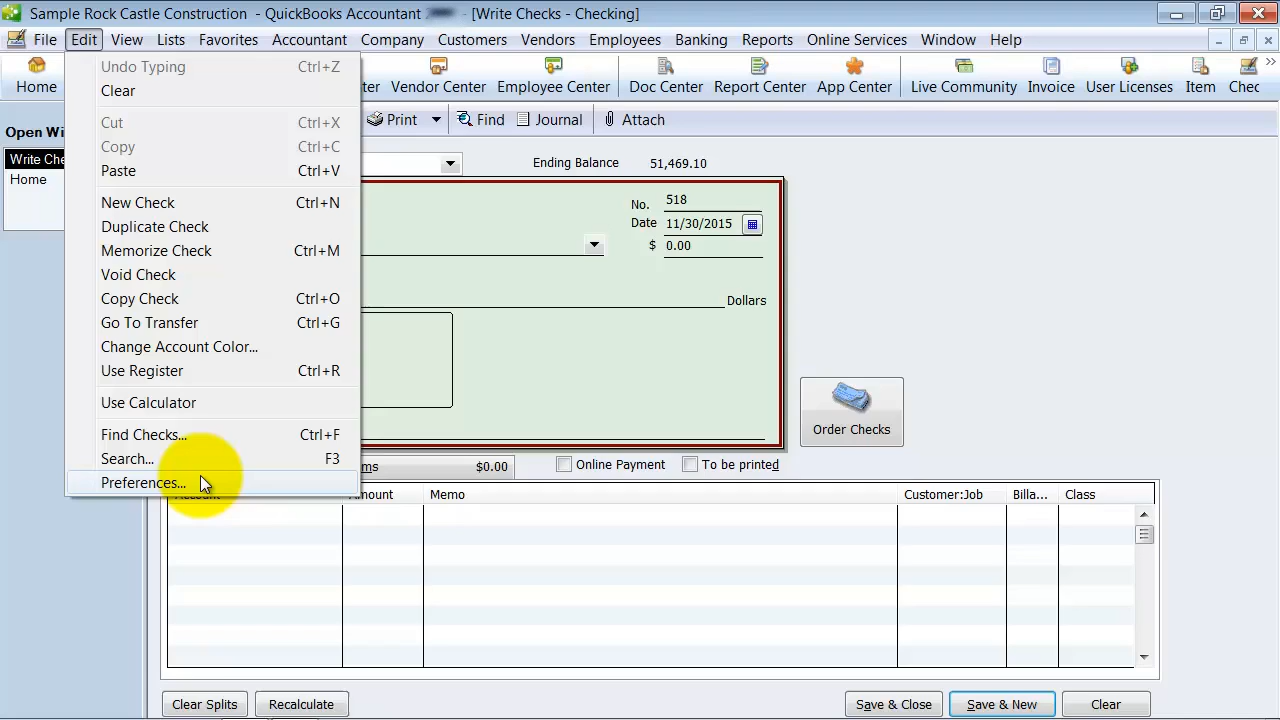 Sample Rock Castle Construction - QuickBooks Accountant - [Write Checks - Checking]
File Edit View Lists Favorites Accountant Company Customers Vendors Employees Banking Reports Online Services Window Help
Home ter Vendor Center Employee Center Doc Center Report Center App Center Live Community Invoice User Licenses Item Chec
Undo Typing Ctrl+Z
Clear
Cut Ctrl+X
Copy Ctrl+C
Paste Ctrl+V
New Check Ctrl+N
Duplicate Check
Memorize Check Ctrl+M
Void Check
Copy Check Ctrl+O
Go To Transfer Ctrl+G
Change Account Color...
Use Register Ctrl+R
Use Calculator
Find Checks... Ctrl+F
Search... F3
Preferences...
Open Wi
Write Che
Home
Print Find Journal Attach
Ending Balance 51,469.10
No. 518
Date 11/30/2015
$ 0.00
Dollars
Order Checks
ms $0.00 Online Payment To be printed
Amount Memo Customer:Job Billa... Class
Clear Splits Recalculate Save & Close Save & New Clear